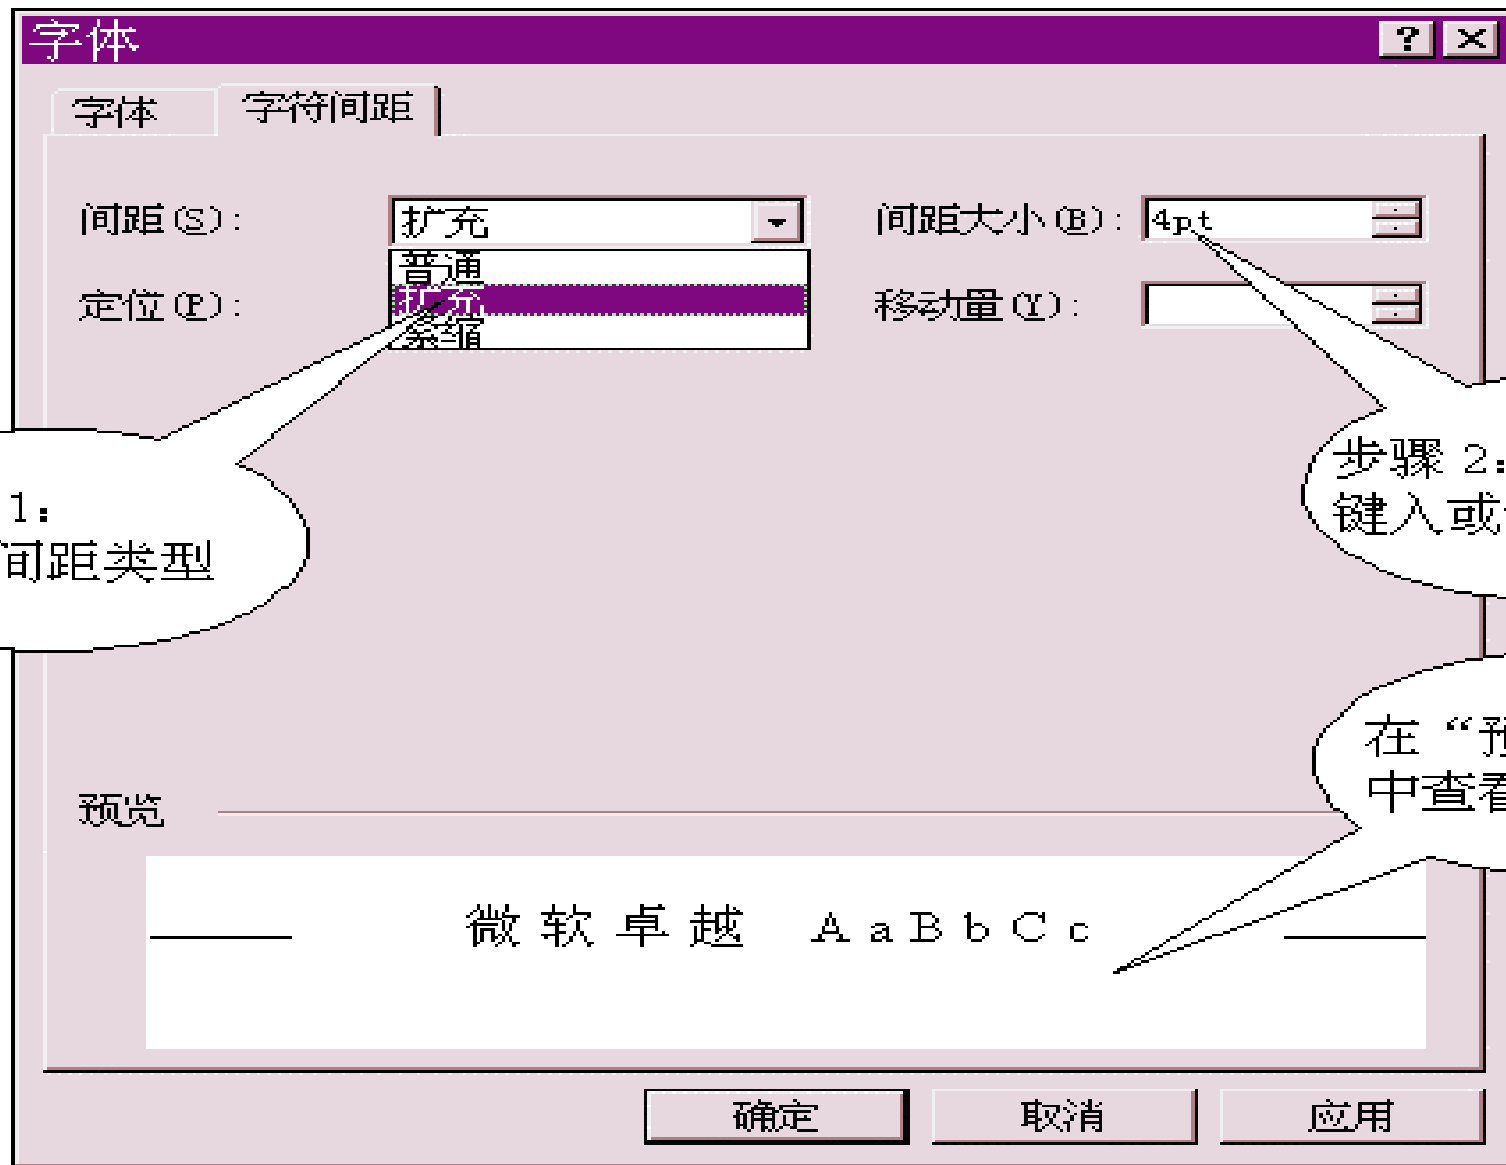 字体
字体 字符间距
间距(S): 扩充 间距大小(B): 4pt
普通
定位(P): 扩充 移动量(Y):
紧缩
步骤 2:
键入或
1:
间距类型
在“预
中查看
预览
微软卓越 AaBbCc
确定 取消 应用